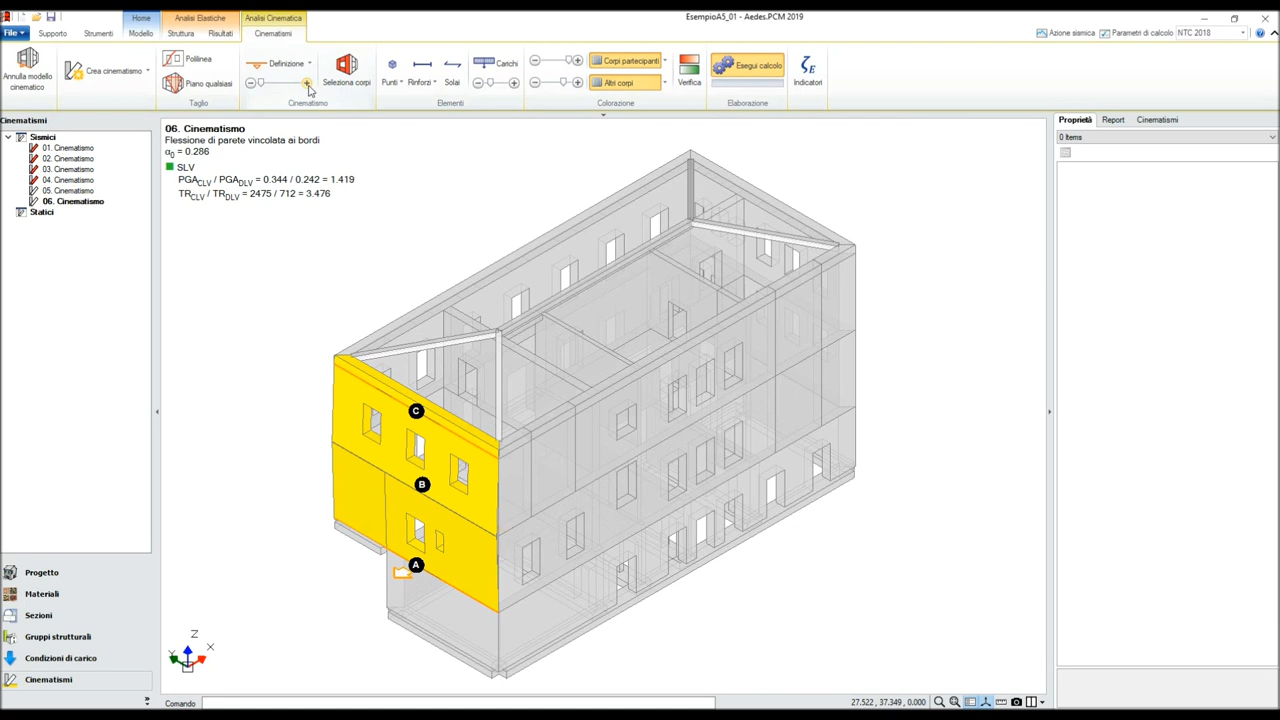 EsempioA5_01 - Aedes.PCM 2019
Home
Analisi Elastiche
Analisi Cinematica
File
Supporto
Strumenti
Modello
Struttura
Risultati
Cinematismi
Azione sismica
Parametri di calcolo
NTC 2018
Annulla modello
cinematico
Crea cinematismo
Polilinea
Piano qualsiasi
Taglio
Definizione
Seleziona corpi
Cinematismo
Punti
Rinforzi
Solai
Carichi
Elementi
Corpi partecipanti
Altri corpi
Colorazione
Verifica
Esegui calcolo
Elaborazione
Indicatori
Cinematismi
Sismici
01. Cinematismo
02. Cinematismo
03. Cinematismo
04. Cinematismo
05. Cinematismo
06. Cinematismo
Statici
Progetto
Materiali
Sezioni
Gruppi strutturali
Condizioni di carico
Cinematismi
06. Cinematismo
Flessione di parete vincolata ai bordi
α0 = 0.286
SLV
PGACLV / PGADLV = 0.344 / 0.242 = 1.419
TRCLV / TRDLV = 2475 / 712 = 3.476
C
B
A
Z
Y
X
Proprietà
Report
Cinematismi
0 Items
Comando
27.522 , 37.349 , 0.000